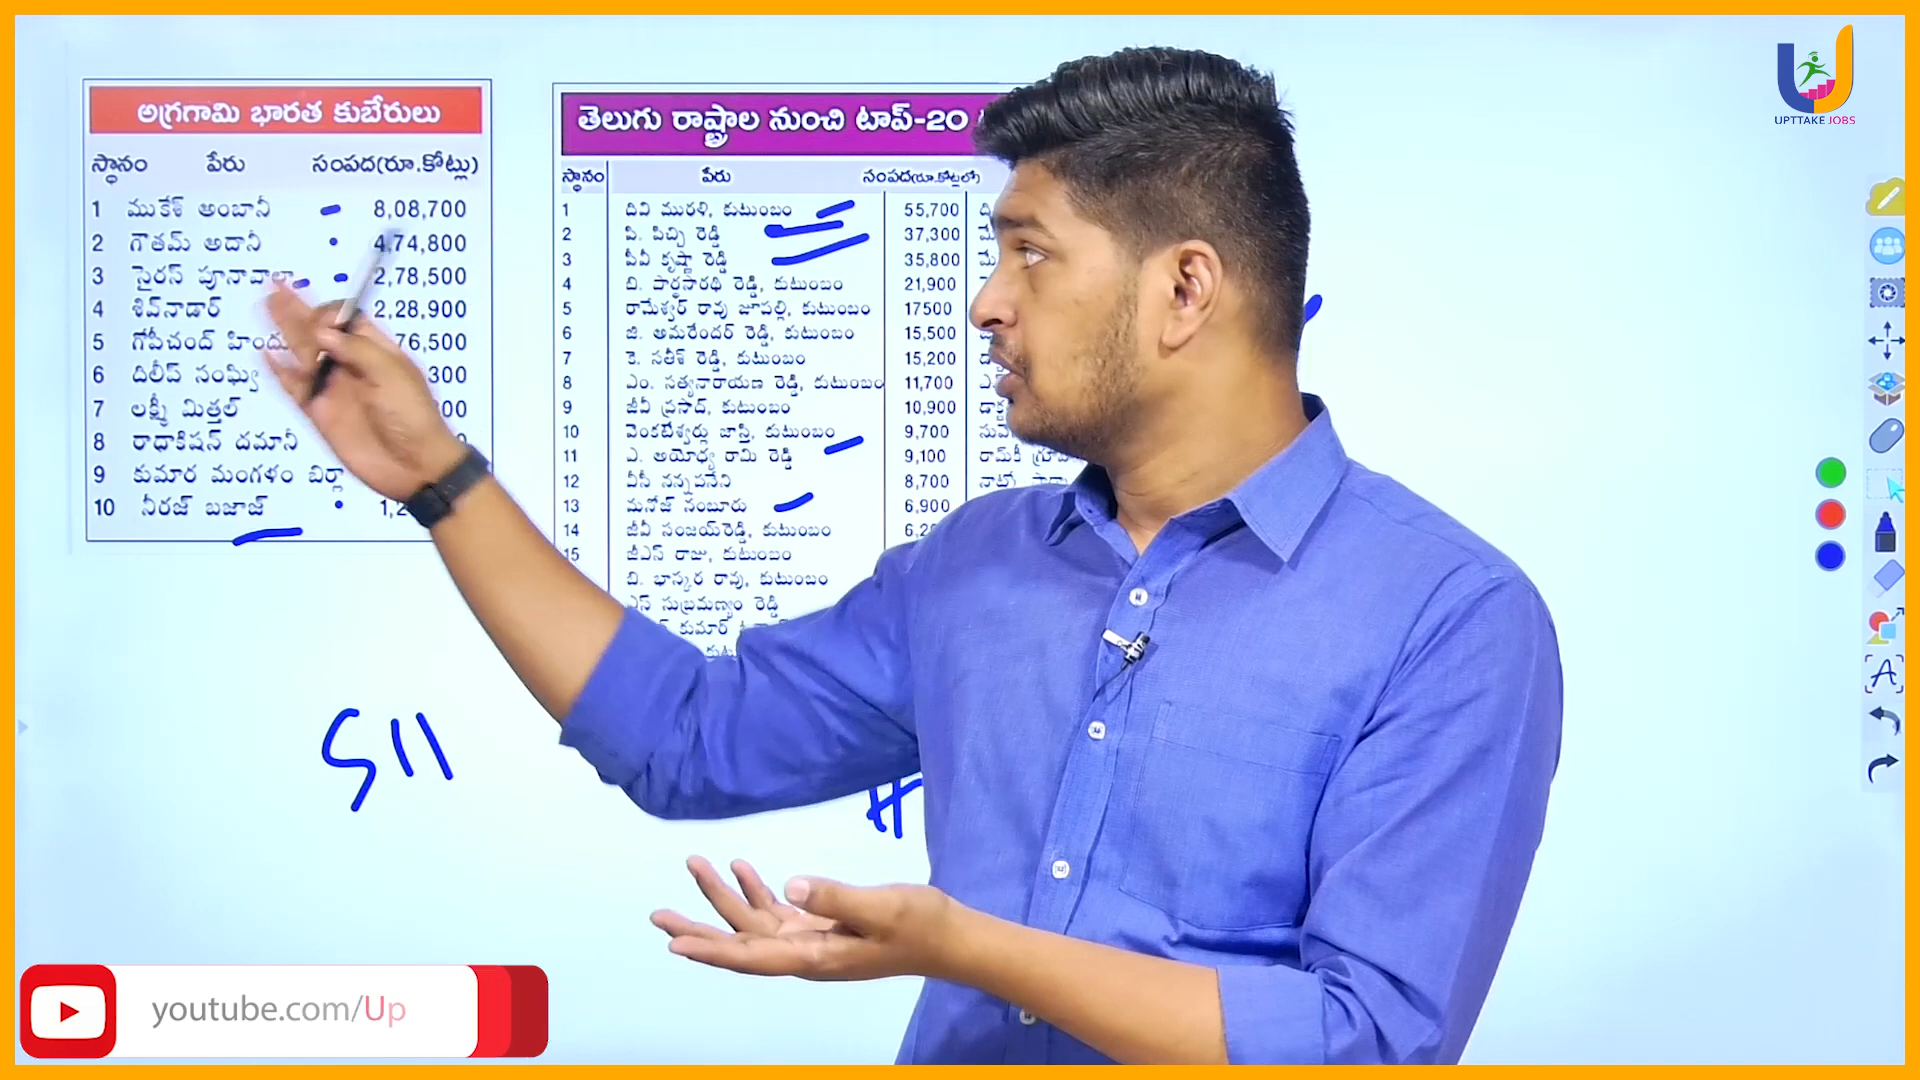 అగ్రగామి భారత కుబేరులు
స్థానం పేరు సంపద(రూ.కోట్లు)
1 ముకేశ్ అంబానీ 8,08,700
2 గౌతమ్ అదానీ 4,74,800
3 సైరస్ పూనావాలా 2,78,500
4 శివ్‌నాడార్ 2,28,900
5 గోపీచంద్ 76,500
6 దిలీప్ సంఘ్వి 300
7 లక్ష్మీ మిత్తల్ 00
8 రాధాకిషన్ దమానీ
9 కుమార మంగళం బిర్లా
10 నీరజ్ బజాజ్
తెలుగు రాష్ట్రాల నుంచి టాప్-20
స్థానం పేరు సంపద(రూ.కోట్లలో)
1 దివి మురళి, కుటుంబం 55,700
2 పి. పిచ్చి రెడ్డి 37,300
3 పీవీ కృష్ణా రెడ్డి 35,800
4 బి. పార్థసారథి రెడ్డి, కుటుంబం 21,900
5 రామేశ్వర్ రావు జూపల్లి, కుటుంబం 17500
6 జి. అమరేందర్ రెడ్డి, కుటుంబం 15,500
7 కె. సతీశ్ రెడ్డి, కుటుంబం 15,200
8 ఎం. సత్యనారాయణ రెడ్డి, కుటుంబం 11,700
9 జీవీ ప్రసాద్, కుటుంబం 10,900
10 వెంకటేశ్వర్లు జాస్తి, కుటుంబం 9,700
11 ఎ. అయోధ్య రామి రెడ్డి 9,100
12 వీసీ నన్నపనేని 8,700
13 మనోజ్ నంబూరు 6,900
14 జీవీ సంజయ్‌రెడ్డి, కుటుంబం
15 జీఎస్ రాజు, కుటుంబం
బి. భాస్కర రావు, కుటుంబం
ఎస్ సుబ్రమణ్యం రెడ్డి
కుమార్
SII
UPTTAKE JOBS
youtube.com/Up